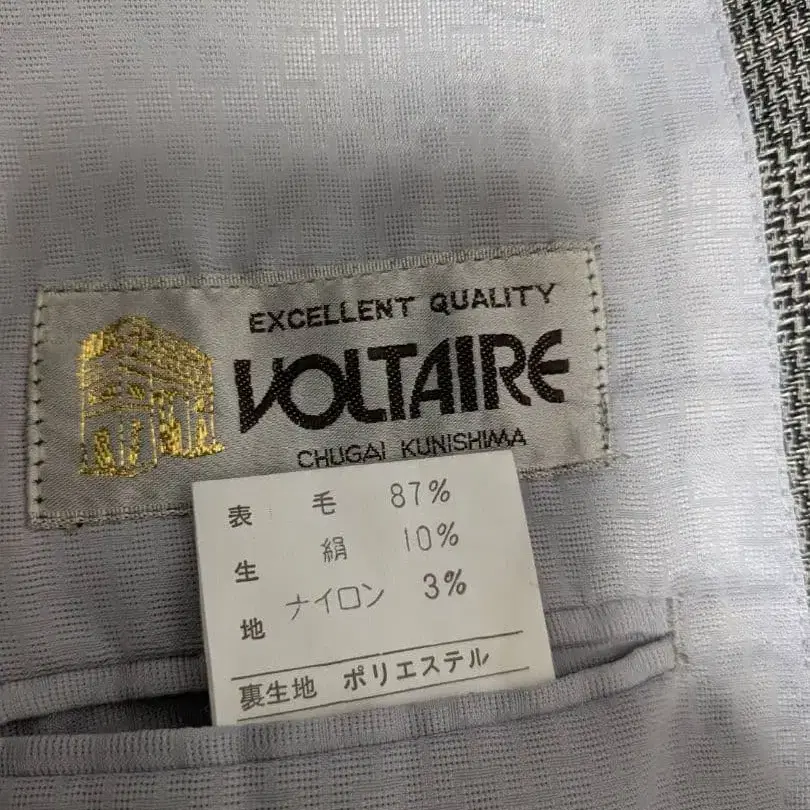 EXCELLENT QUALITY
VOLTAIRE
CHUGAI KUNISHIMA
表生地
毛 87%
絹 10%
ナイロン 3%
裏生地 ポリエステル